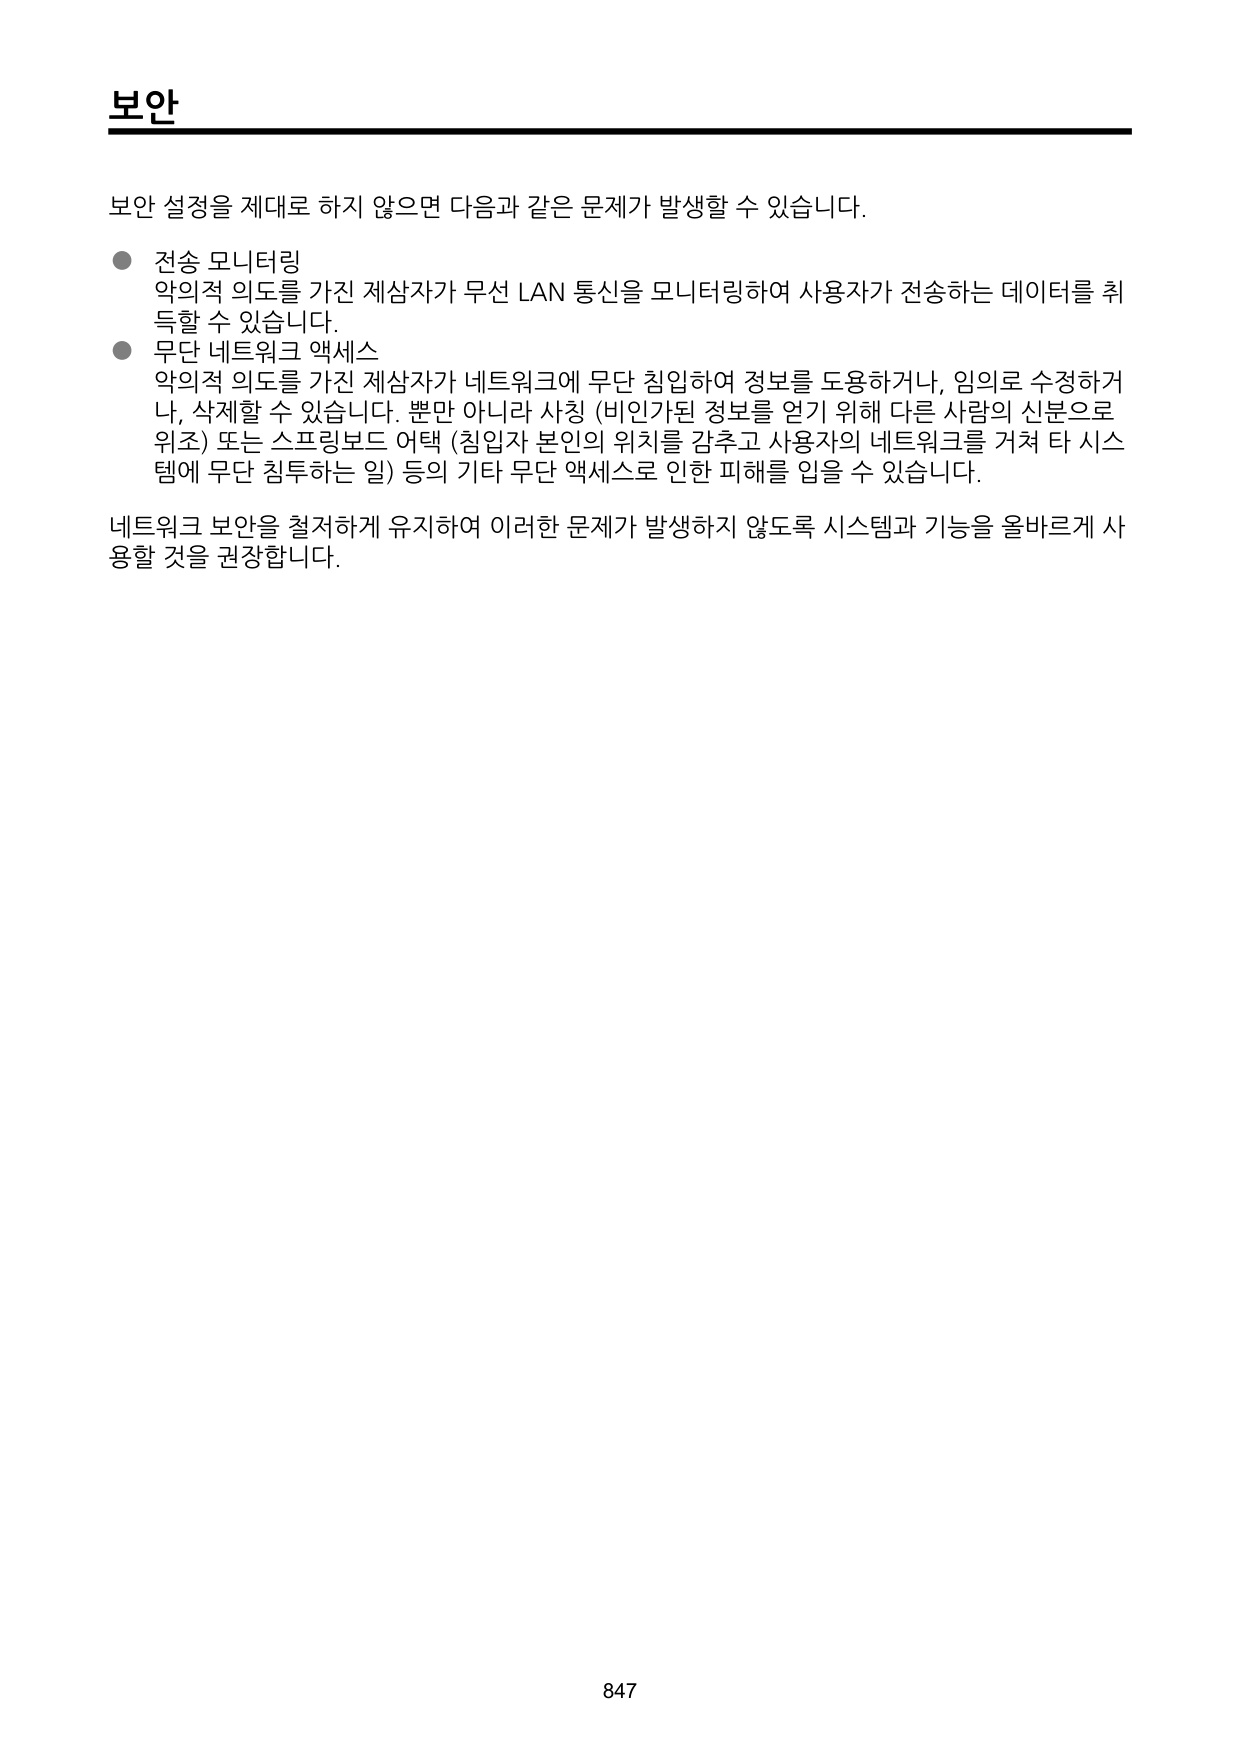 보안
보안 설정을 제대로 하지 않으면 다음과 같은 문제가 발생할 수 있습니다.
● 전송 모니터링
악의적 의도를 가진 제삼자가 무선 LAN 통신을 모니터링하여 사용자가 전송하는 데이터를 취
득할 수 있습니다.
● 무단 네트워크 액세스
악의적 의도를 가진 제삼자가 네트워크에 무단 침입하여 정보를 도용하거나, 임의로 수정하거
나, 삭제할 수 있습니다. 뿐만 아니라 사칭 (비인가된 정보를 얻기 위해 다른 사람의 신분으로
위조) 또는 스프링보드 어택 (침입자 본인의 위치를 감추고 사용자의 네트워크를 거쳐 타 시스
템에 무단 침투하는 일) 등의 기타 무단 액세스로 인한 피해를 입을 수 있습니다.
네트워크 보안을 철저하게 유지하여 이러한 문제가 발생하지 않도록 시스템과 기능을 올바르게 사
용할 것을 권장합니다.
847